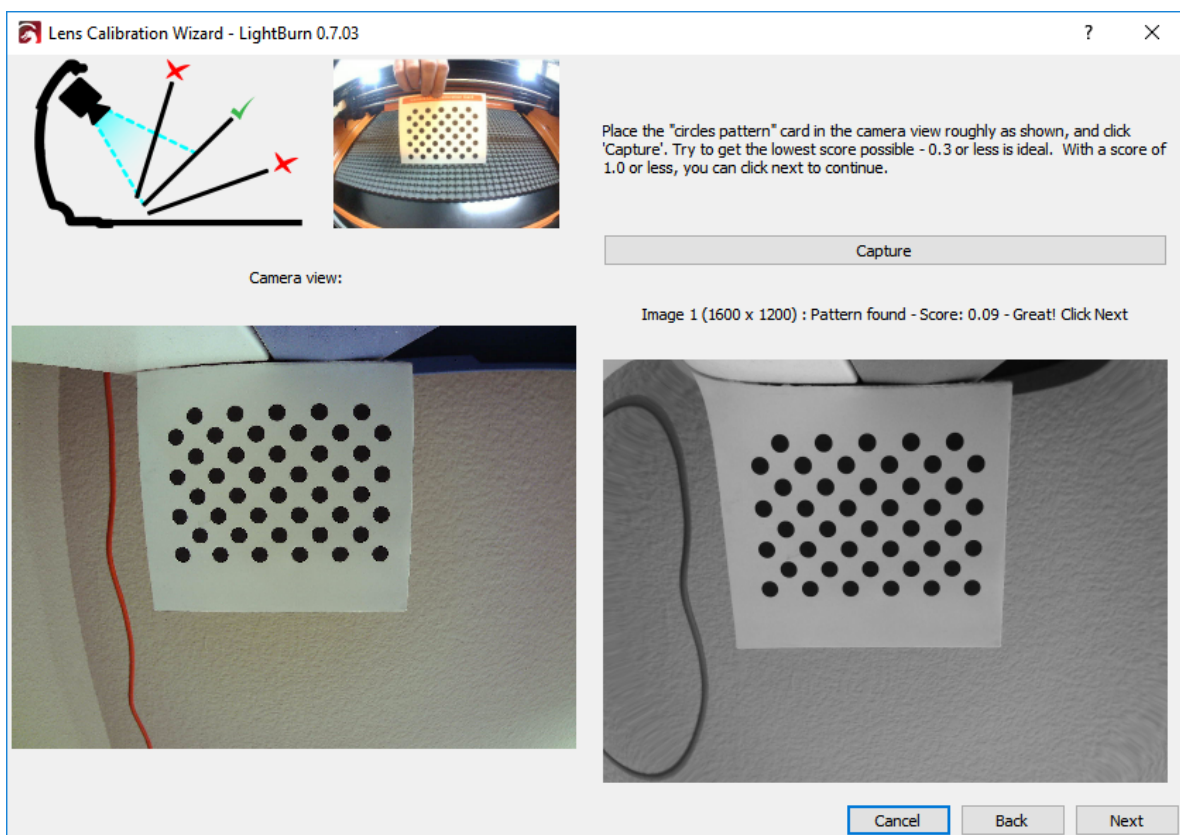 Lens Calibration Wizard - LightBurn 0.7.03
Place the "circles pattern" card in the camera view roughly as shown, and click
'Capture'. Try to get the lowest score possible - 0.3 or less is ideal.  With a score of
1.0 or less, you can click next to continue.
Capture
Camera view:
Image 1 (1600 x 1200) : Pattern found - Score: 0.09 - Great! Click Next
Cancel
Back
Next